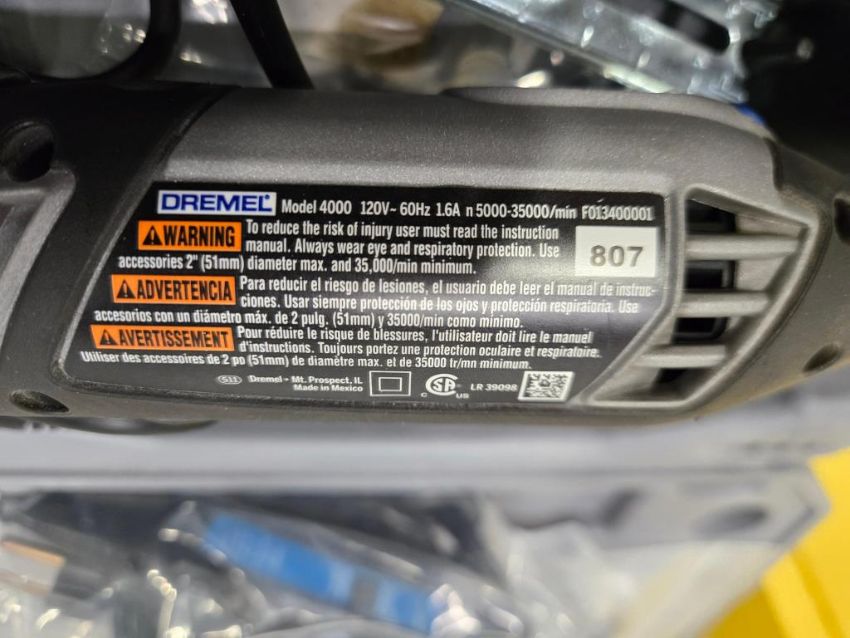 DREMEL Model 4000 120V~ 60Hz 1.6A n 5000-35000/min F013400001
WARNING To reduce the risk of injury user must read the instruction
manual. Always wear eye and respiratory protection. Use
accessories 2" (51mm) diameter max. and 35,000/min minimum.
807
ADVERTENCIA Para reducir el riesgo de lesiones, el usuario debe leer el manual de instruc-
ciones. Usar siempre protección de los ojos y protección respiratoria. Use
accesorios con un diámetro máx. de 2 pulg. (51mm) y 35000/min como mínimo.
AVERTISSEMENT Pour réduire le risque de blessures, l'utilisateur doit lire le manuel
d'instructions. Toujours portez une protection oculaire et respiratoire.
Utiliser des accessoires de 2 po (51mm) de diametre max. et de 35000 tr/mn minimum.
Dremel - Mt. Prospect, IL
Made in Mexico
C US
LR 39098